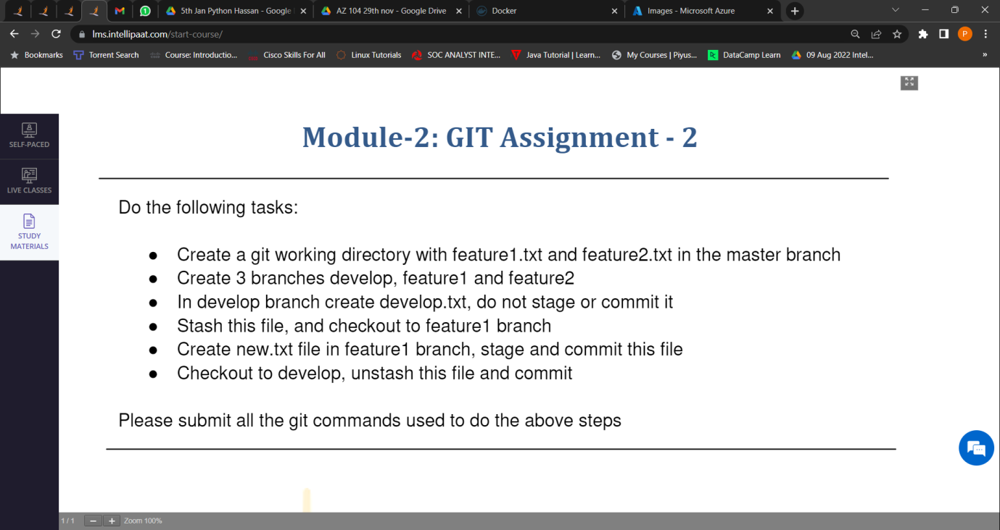 1
5th Jan Python Hassan - Google
AZ 104 29th nov - Google Drive
Docker
Images - Microsoft Azure
lms.intellipaat.com/start-course/
P
Bookmarks
Torrent Search
Course: Introductio...
Cisco Skills For All
Linux Tutorials
SOC ANALYST INTE...
Java Tutorial | Learn...
My Courses | Piyus...
DataCamp Learn
09 Aug 2022 Intel...
»
SELF-PACED
LIVE CLASSES
STUDY
MATERIALS
Module-2: GIT Assignment - 2
Do the following tasks:
● Create a git working directory with feature1.txt and feature2.txt in the master branch
● Create 3 branches develop, feature1 and feature2
● In develop branch create develop.txt, do not stage or commit it
● Stash this file, and checkout to feature1 branch
● Create new.txt file in feature1 branch, stage and commit this file
● Checkout to develop, unstash this file and commit
Please submit all the git commands used to do the above steps
1 / 1
Zoom 100%